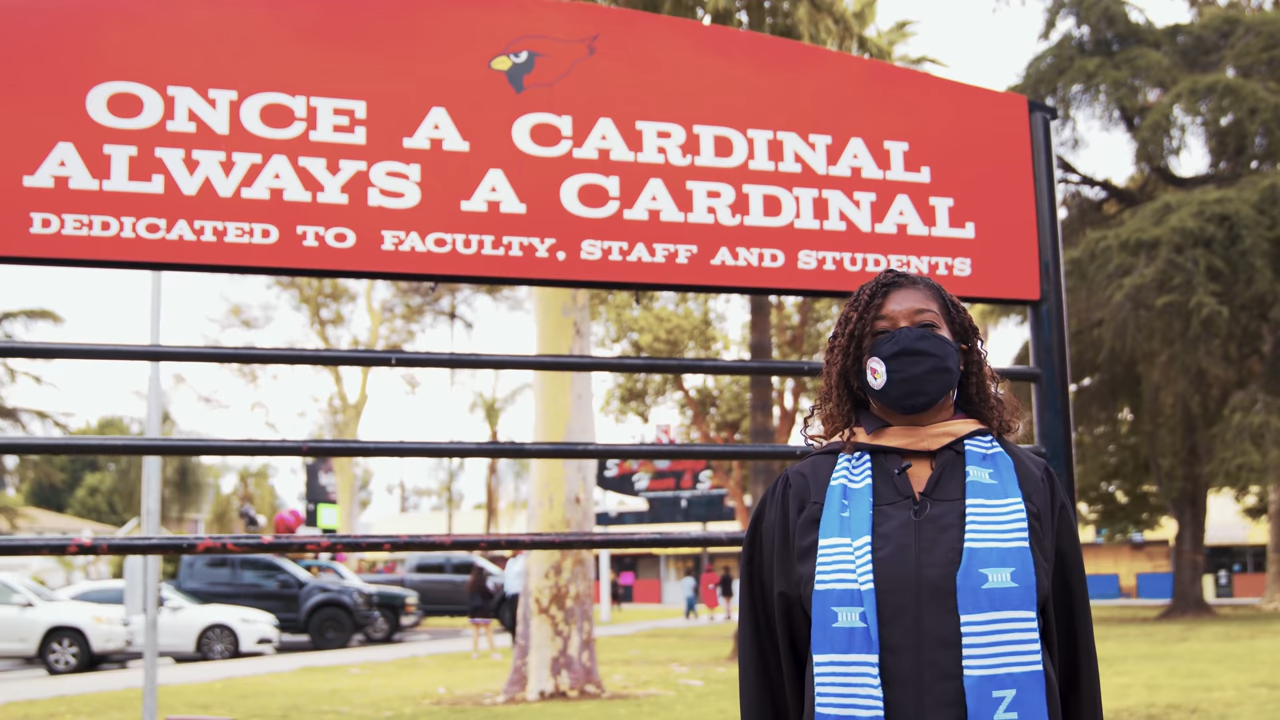 ONCE A CARDINAL
ALWAYS A CARDINAL
DEDICATED TO FACULTY, STAFF AND STUDENTS
Z